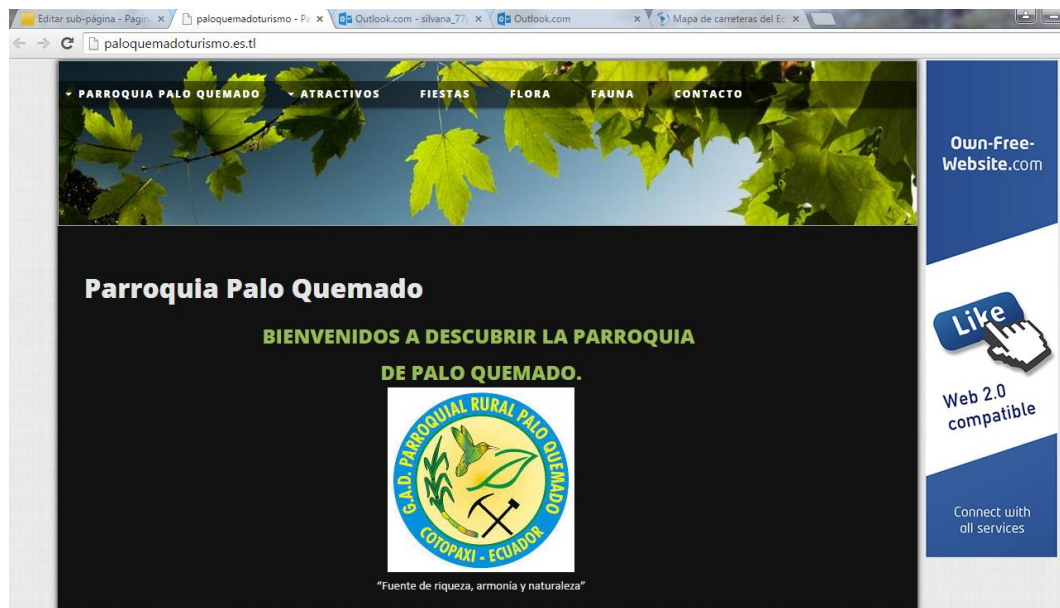 Editar sub-página - Pagin
paloquemadoturismo - Pa
Outlook.com - silvana_77
Outlook.com
Mapa de carreteras del Ec
paloquemadoturismo.es.tl
PARROQUIA PALO QUEMADO
ATRACTIVOS
FIESTAS
FLORA
FAUNA
CONTACTO
Parroquia Palo Quemado
BIENVENIDOS A DESCUBRIR LA PARROQUIA
DE PALO QUEMADO.
G.A.D. PARROQUIAL RURAL PALO QUEMADO
COTOPAXI - ECUADOR
“Fuente de riqueza, armonía y naturaleza”
Own-Free-
Website.com
Like
Web 2.0
compatible
Connect with
all services